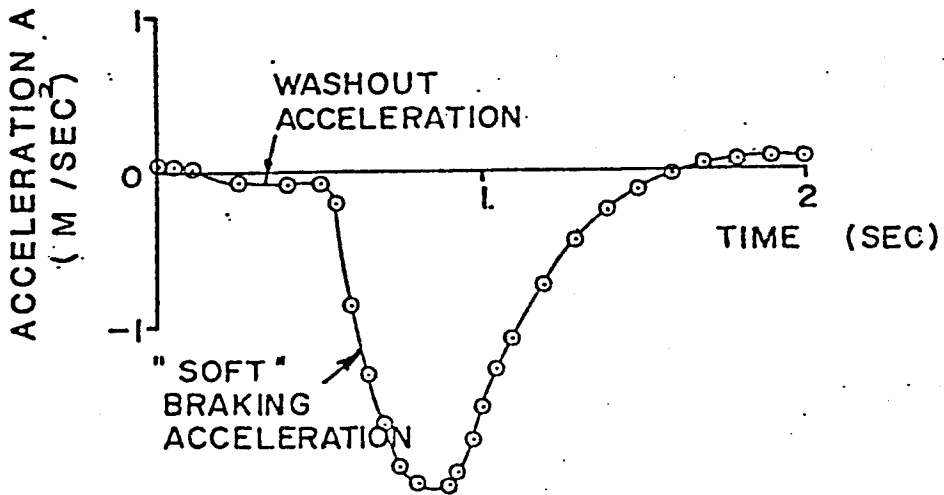 ACCELERATION A
(M/SEC²)
1
0
-1
WASHOUT
ACCELERATION
1
2
TIME (SEC)
"SOFT"
BRAKING
ACCELERATION